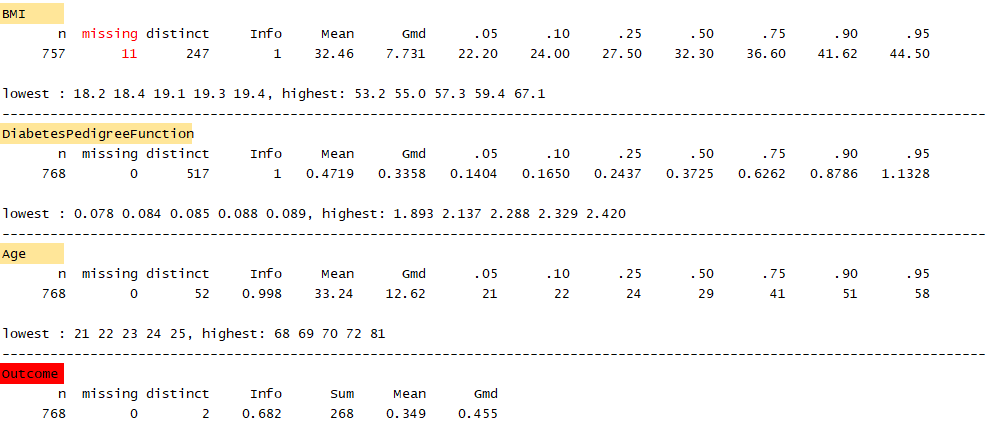 BMI
n missing distinct Info Mean Gmd .05 .10 .25 .50 .75 .90 .95
757 11 247 1 32.46 7.731 22.20 24.00 27.50 32.30 36.60 41.62 44.50
lowest : 18.2 18.4 19.1 19.3 19.4, highest: 53.2 55.0 57.3 59.4 67.1
DiabetesPedigreeFunction
n missing distinct Info Mean Gmd .05 .10 .25 .50 .75 .90 .95
768 0 517 1 0.4719 0.3358 0.1404 0.1650 0.2437 0.3725 0.6262 0.8786 1.1328
lowest : 0.078 0.084 0.085 0.088 0.089, highest: 1.893 2.137 2.288 2.329 2.420
Age
n missing distinct Info Mean Gmd .05 .10 .25 .50 .75 .90 .95
768 0 52 0.998 33.24 12.62 21 22 24 29 41 51 58
lowest : 21 22 23 24 25, highest: 68 69 70 72 81
Outcome
n missing distinct Info Sum Mean Gmd
768 0 2 0.682 268 0.349 0.455